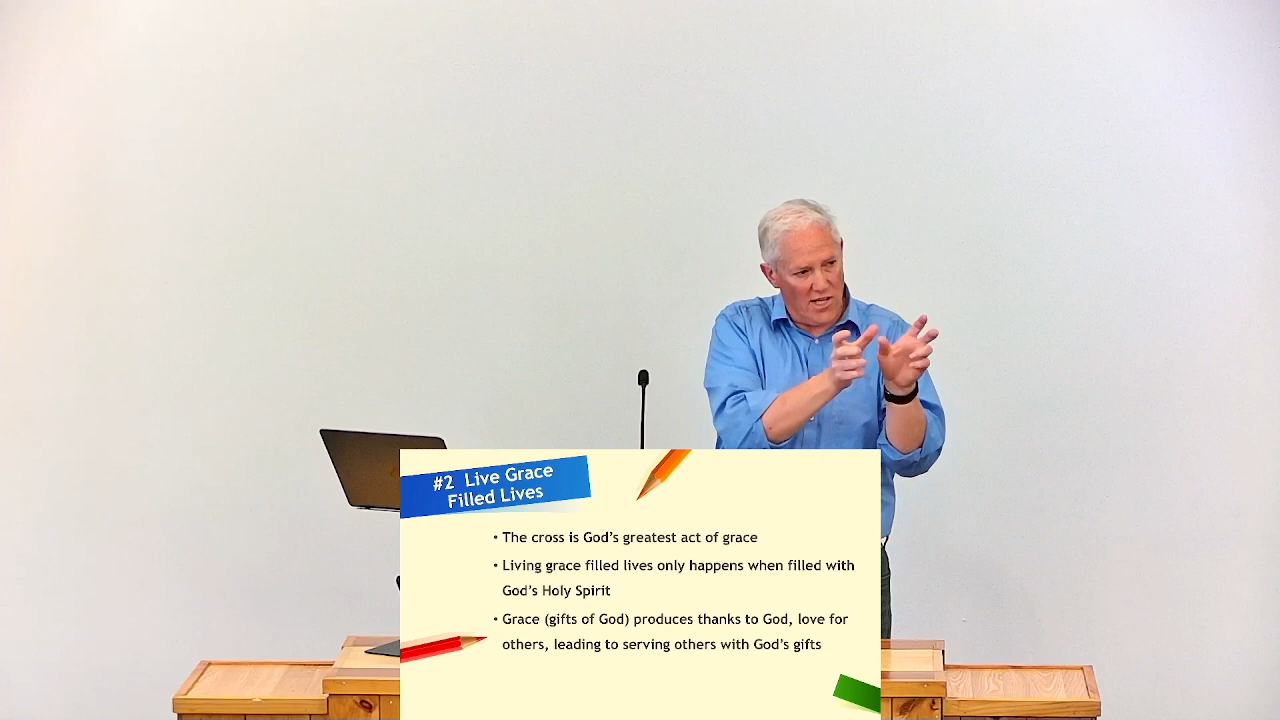 #2 Live Grace
Filled Lives
• The cross is God's greatest act of grace
• Living grace filled lives only happens when filled with
God's Holy Spirit
• Grace (gifts of God) produces thanks to God, love for
others, leading to serving others with God's gifts